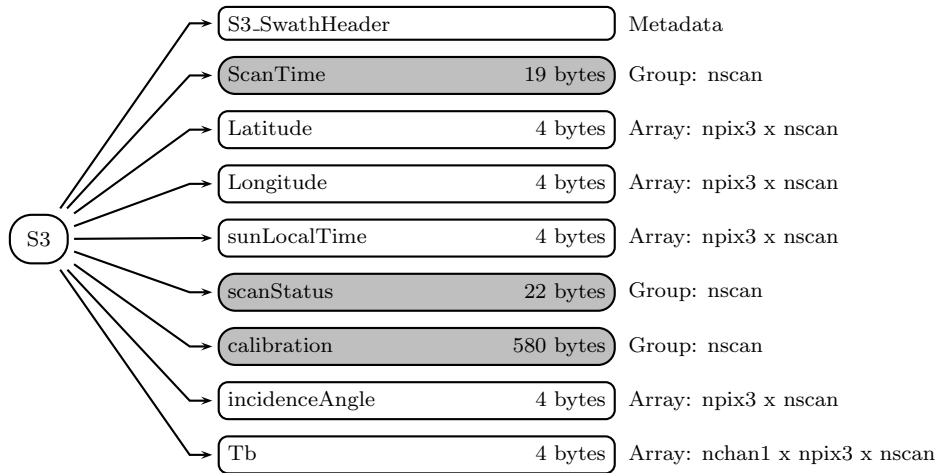 S3_SwathHeader Metadata
ScanTime 19 bytes Group: nscan
Latitude 4 bytes Array: npix3 x nscan
Longitude 4 bytes Array: npix3 x nscan
S3 sunLocalTime 4 bytes Array: npix3 x nscan
scanStatus 22 bytes Group: nscan
calibration 580 bytes Group: nscan
incidenceAngle 4 bytes Array: npix3 x nscan
Tb 4 bytes Array: nchan1 x npix3 x nscan